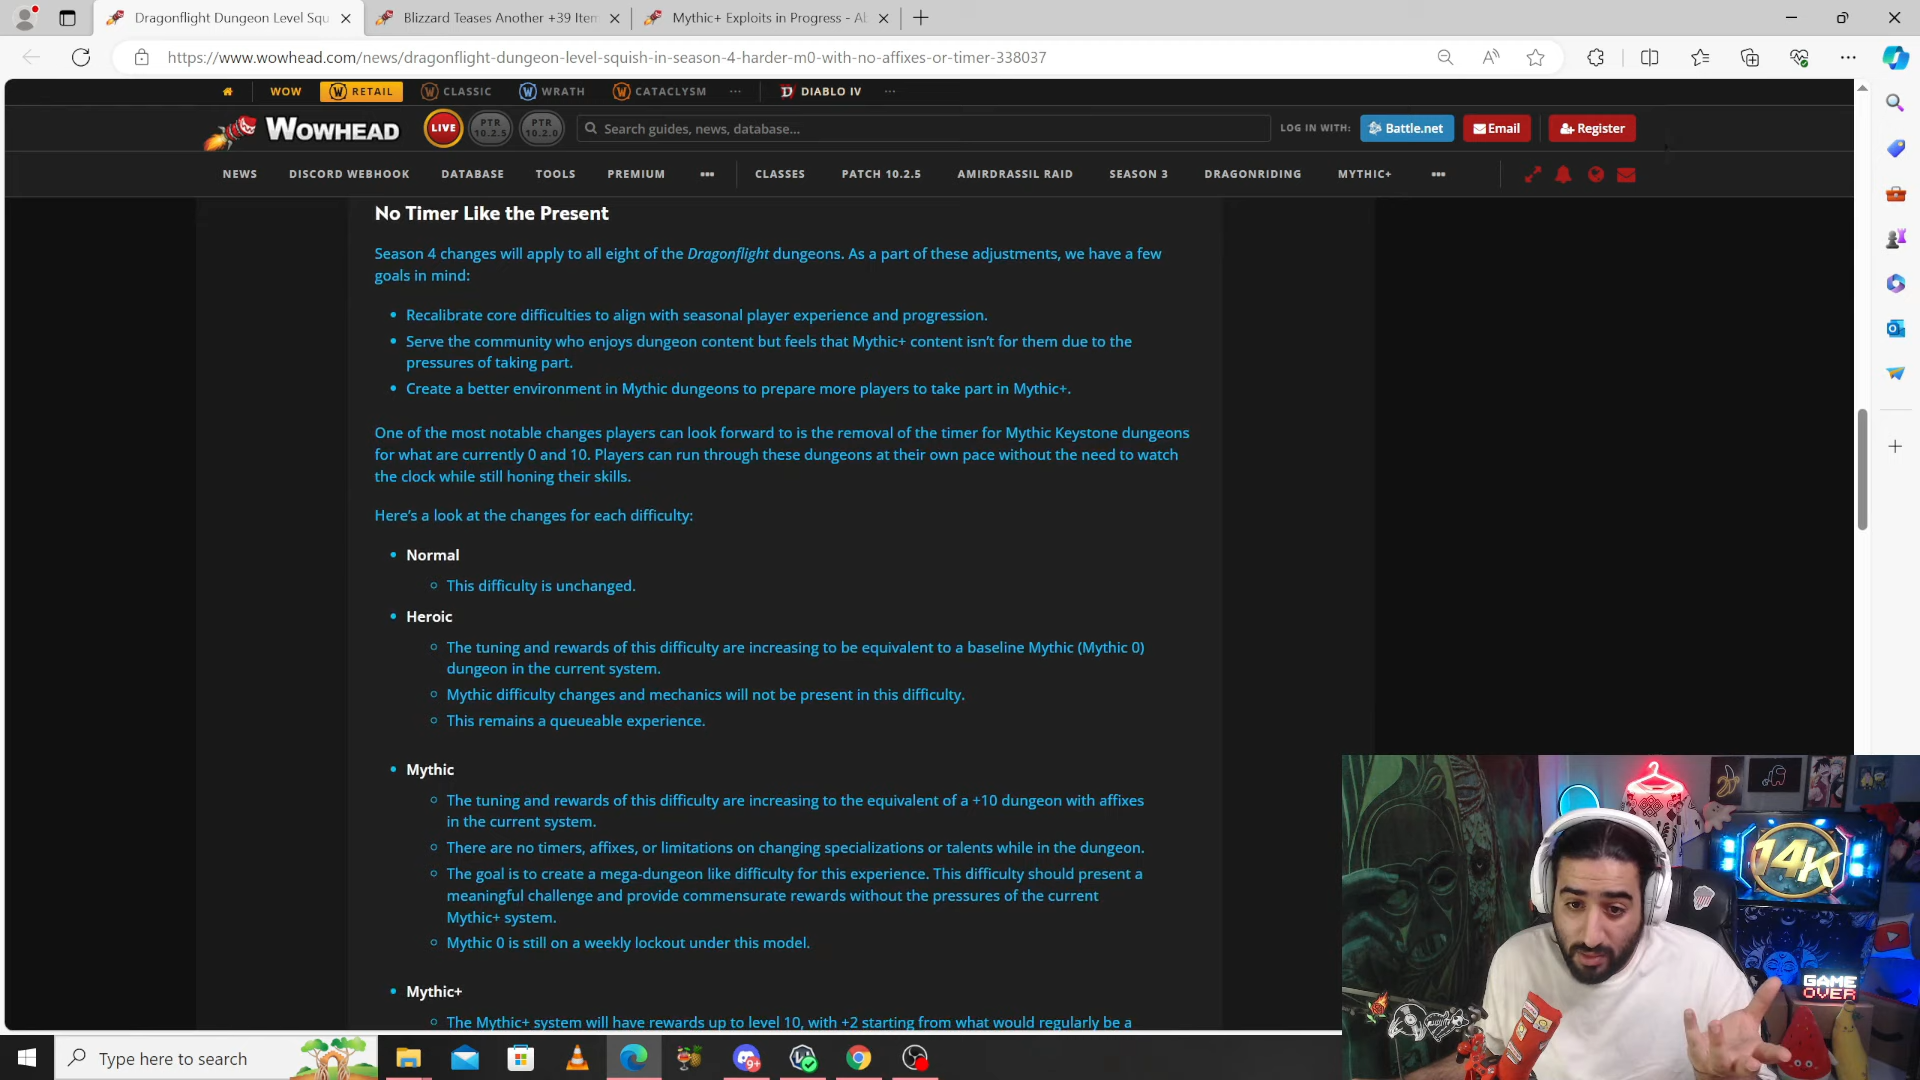 Dragonflight Dungeon Level Squ
Blizzard Teases Another +39 Item
Mythic+ Exploits in Progress - Al
https://www.wowhead.com/news/dragonflight-dungeon-level-squish-in-season-4-harder-m0-with-no-affixes-or-timer-338037
WOW RETAIL CLASSIC WRATH CATACLYSM ... DIABLO IV ...
WOWHEAD LIVE PTR 10.2.5 PTR 10.2.0 Search guides, news, database... LOG IN WITH: Battle.net Email Register
NEWS DISCORD WEBHOOK DATABASE TOOLS PREMIUM ... CLASSES PATCH 10.2.5 AMIRDRASSIL RAID SEASON 3 DRAGONRIDING MYTHIC+ ...
No Timer Like the Present
Season 4 changes will apply to all eight of the Dragonflight dungeons. As a part of these adjustments, we have a few
goals in mind:
• Recalibrate core difficulties to align with seasonal player experience and progression.
• Serve the community who enjoys dungeon content but feels that Mythic+ content isn't for them due to the
pressures of taking part.
• Create a better environment in Mythic dungeons to prepare more players to take part in Mythic+.
One of the most notable changes players can look forward to is the removal of the timer for Mythic Keystone dungeons
for what are currently 0 and 10. Players can run through these dungeons at their own pace without the need to watch
the clock while still honing their skills.
Here's a look at the changes for each difficulty:
• Normal
◦ This difficulty is unchanged.
• Heroic
◦ The tuning and rewards of this difficulty are increasing to be equivalent to a baseline Mythic (Mythic 0)
dungeon in the current system.
◦ Mythic difficulty changes and mechanics will not be present in this difficulty.
◦ This remains a queueable experience.
• Mythic
◦ The tuning and rewards of this difficulty are increasing to the equivalent of a +10 dungeon with affixes
in the current system.
◦ There are no timers, affixes, or limitations on changing specializations or talents while in the dungeon.
◦ The goal is to create a mega-dungeon like difficulty for this experience. This difficulty should present a
meaningful challenge and provide commensurate rewards without the pressures of the current
Mythic+ system.
◦ Mythic 0 is still on a weekly lockout under this model.
• Mythic+
◦ The Mythic+ system will have rewards up to level 10, with +2 starting from what would regularly be a
14K
GAME
OVER
Type here to search
9+